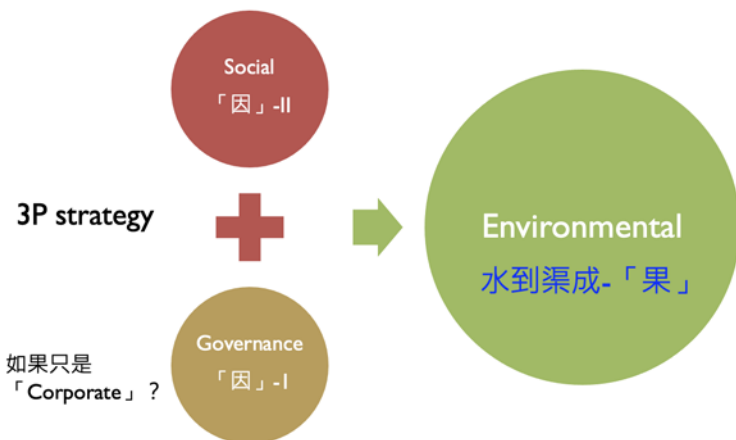 Social
「因」-II
3P strategy
Environmental
水到渠成-「果」
Governance
「因」-I
如果只是
「Corporate」？